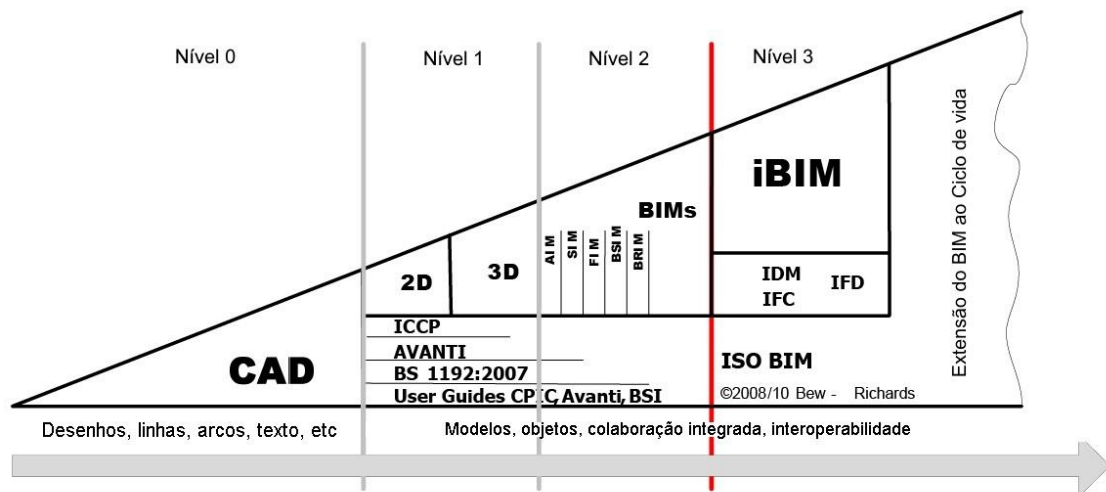 Nível 0
Nível 1
Nível 2
Nível 3
Extensão do BIM ao Ciclo de vida
iBIM
BIMs
AI M
SI M
FI M
BSI M
BRI M
2D
3D
IDM
IFD
IFC
ICCP
AVANTI
BS 1192:2007
User Guides CPIC, Avanti, BSI
CAD
ISO BIM
©2008/10 Bew - Richards
Desenhos, linhas, arcos, texto, etc
Modelos, objetos, colaboração integrada, interoperabilidade